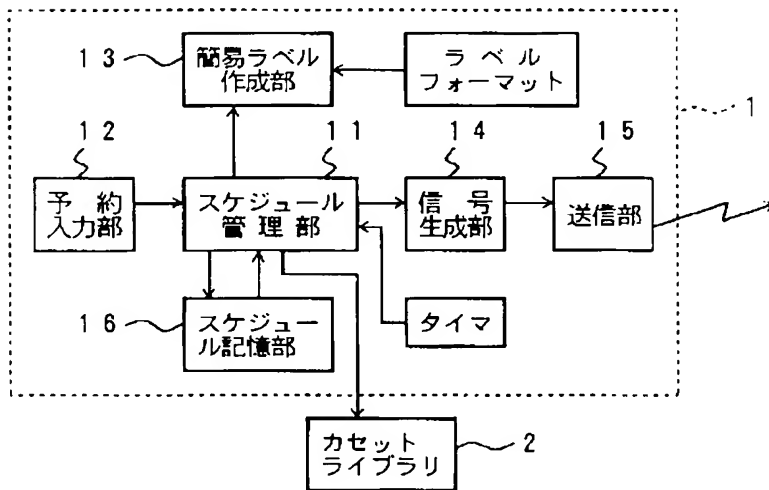 13
簡易ラベル
作成部
ラベル
フォーマット
1
12
11
14
15
予約
入力部
スケジュール
管理部
信号
生成部
送信部
16
スケジュー
ル記憶部
タイマ
カセット
ライブラリ
2